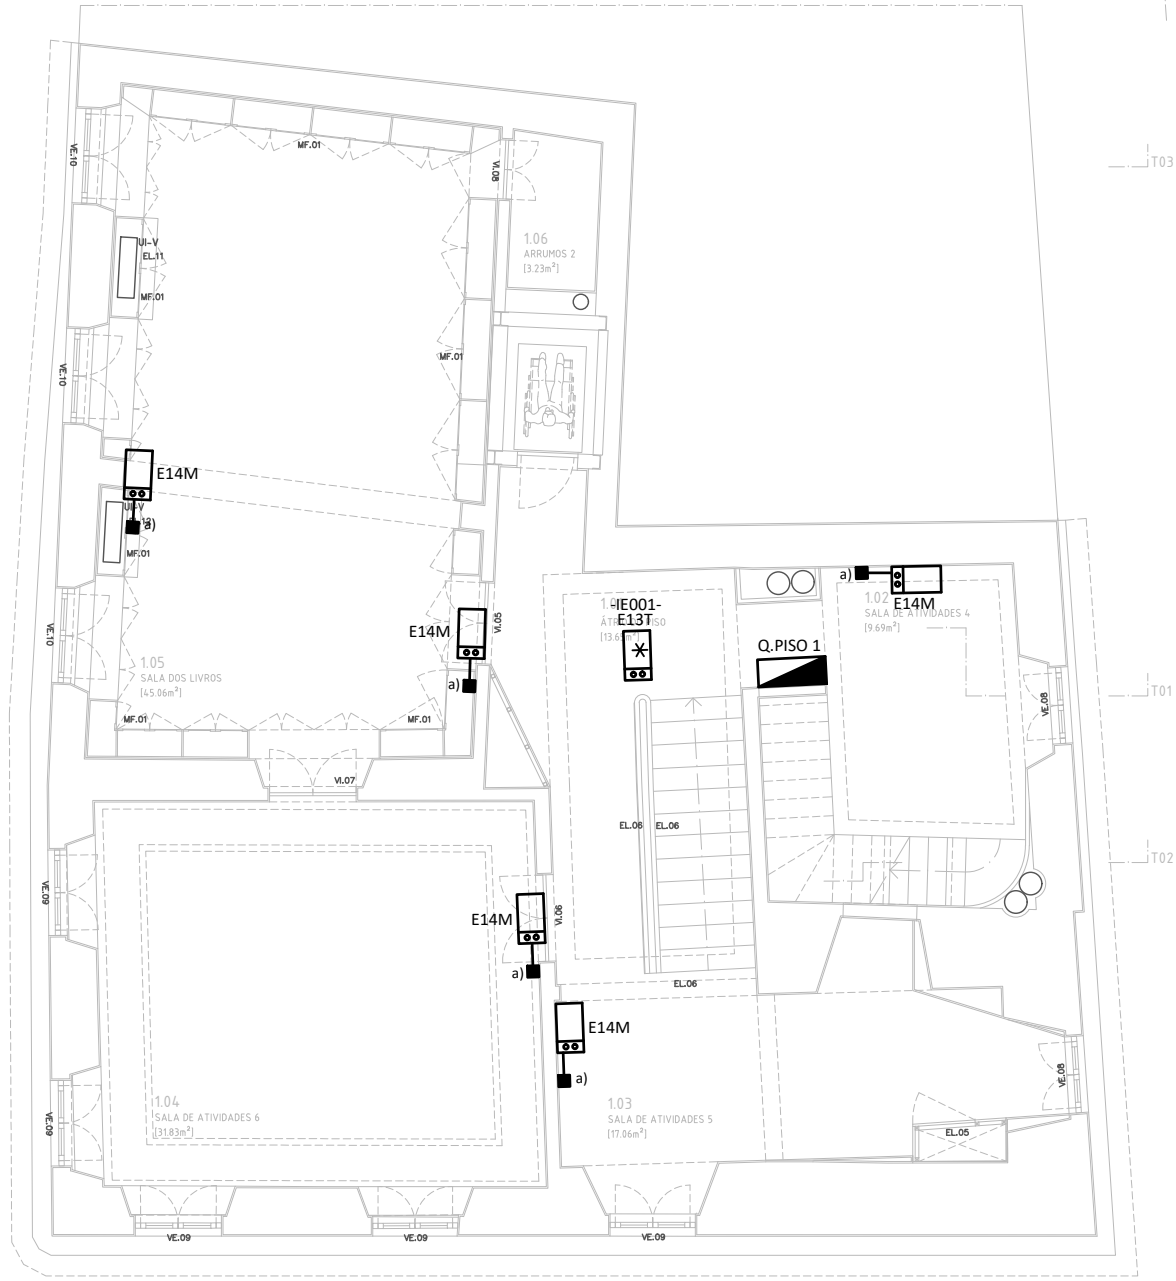 T03
VE.10
MF.01
VI.08
1.06
ARRUMOS 2
[3.23m²]
UI-V
EL.11
MF.01
VE.10
MF.01
E14M
UI-V
a)
MF.01
a)
1.02
E14M
SALA DE ATIVIDADES 4
[9.69m²]
-IE001-
E13T
E14M
VI.05
VE.10
1.05
SALA DOS LIVROS
[45.06m²]
a)
Q.PISO 1
T01
VE.08
MF.01
MF.01
VI.07
EL.06
EL.06
T02
VE.09
E14M
VI.06
a)
EL.06
E14M
a)
VE.08
1.04
SALA DE ATIVIDADES 6
[31.83m²]
1.03
SALA DE ATIVIDADES 5
[17.06m²]
VE.09
EL.05
VE.09
VE.09
VE.09